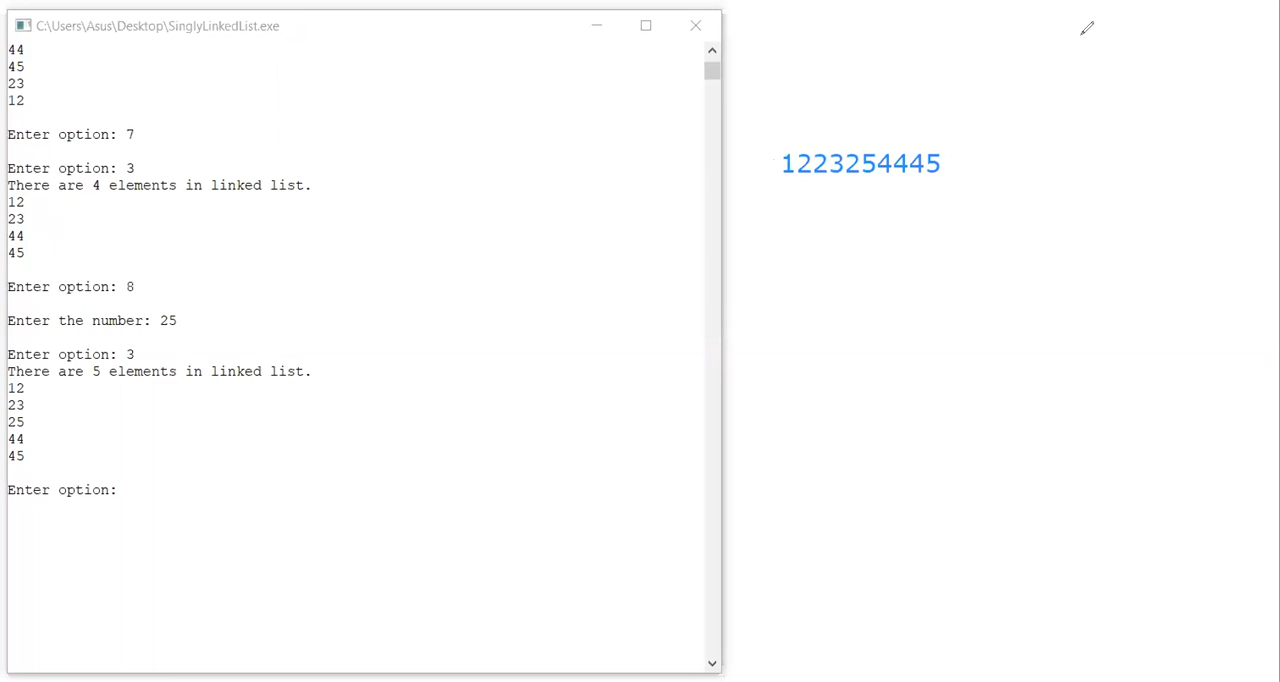 C:\Users\Asus\Desktop\SinglyLinkedList.exe
44
45
23
12
Enter option: 7
Enter option: 3
There are 4 elements in linked list.
12
23
44
45
Enter option: 8
Enter the number: 25
Enter option: 3
There are 5 elements in linked list.
12
23
25
44
45
Enter option:
1223254445